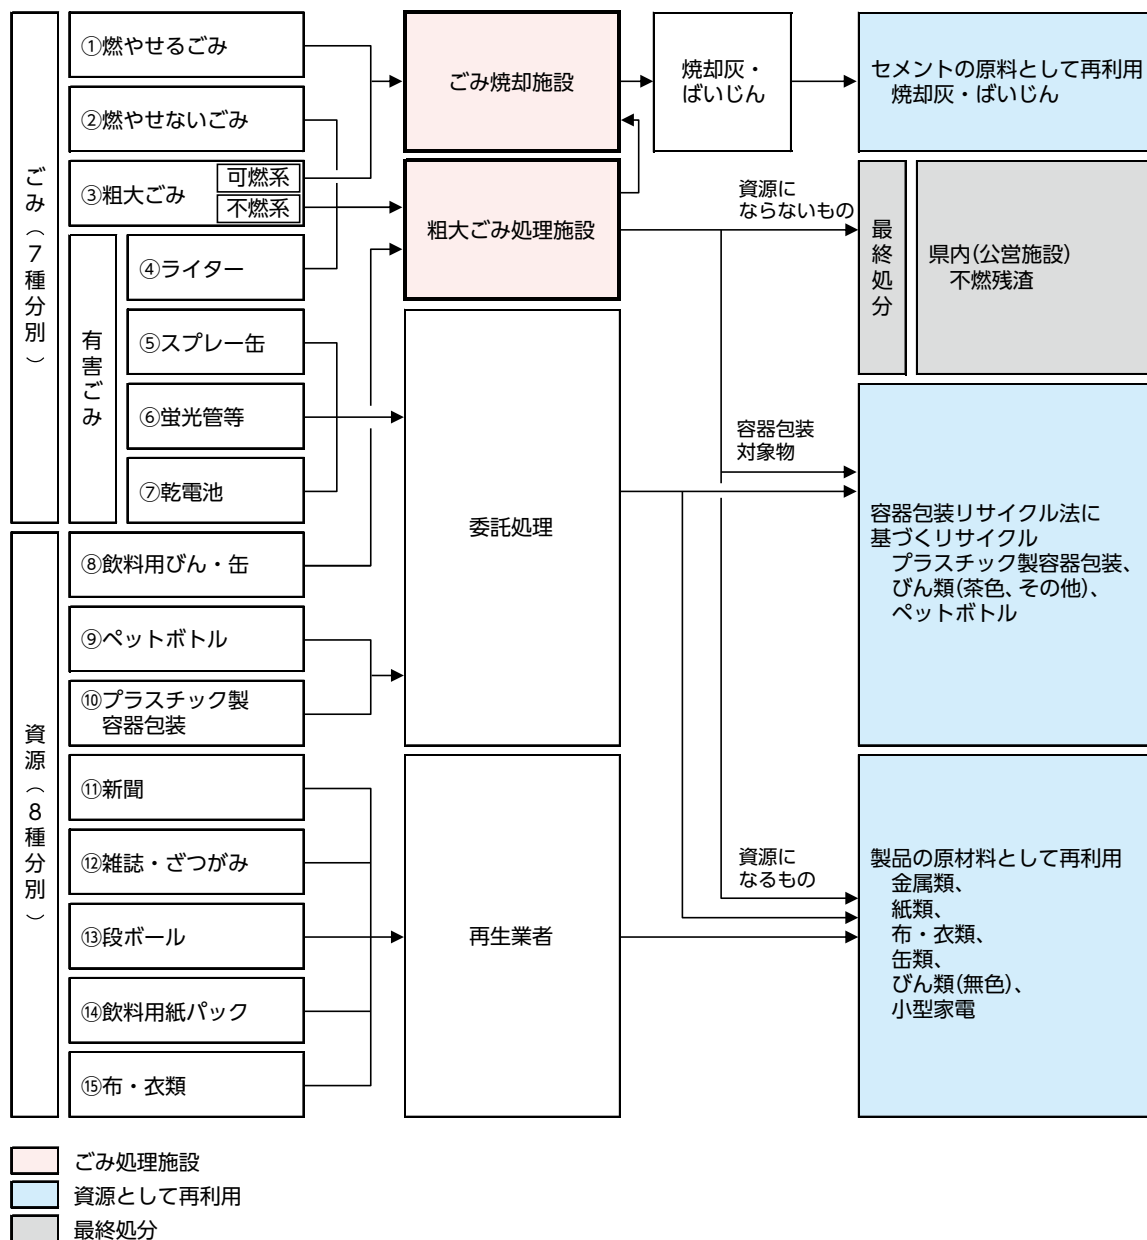 ごみ（7種分別）
①燃やせるごみ
②燃やせないごみ
③粗大ごみ
可燃系
不燃系
有害ごみ
④ライター
⑤スプレー缶
⑥蛍光管等
⑦乾電池
資源（8種分別）
⑧飲料用びん・缶
⑨ペットボトル
⑩プラスチック製
容器包装
⑪新聞
⑫雑誌・ざつがみ
⑬段ボール
⑭飲料用紙パック
⑮布・衣類
ごみ焼却施設
粗大ごみ処理施設
委託処理
再生業者
焼却灰・
ばいじん
資源に
ならないもの
容器包装
対象物
資源に
なるもの
セメントの原料として再利用
焼却灰・ばいじん
最終処分
県内(公営施設)
不燃残渣
容器包装リサイクル法に
基づくリサイクル
プラスチック製容器包装、
びん類(茶色、その他)、
ペットボトル
製品の原材料として再利用
金属類、
紙類、
布・衣類、
缶類、
びん類(無色)、
小型家電
ごみ処理施設
資源として再利用
最終処分